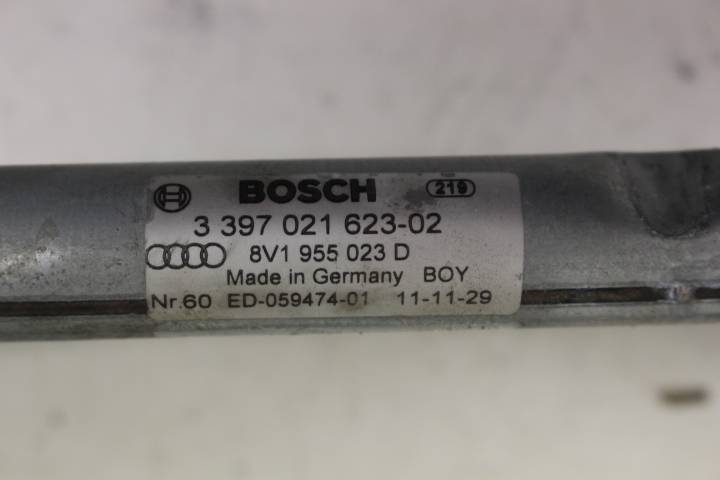 BOSCH 219
3 397 021 623-02
8V1 955 023 D
Made in Germany BOY
Nr.60 ED-059474-01 11-11-29